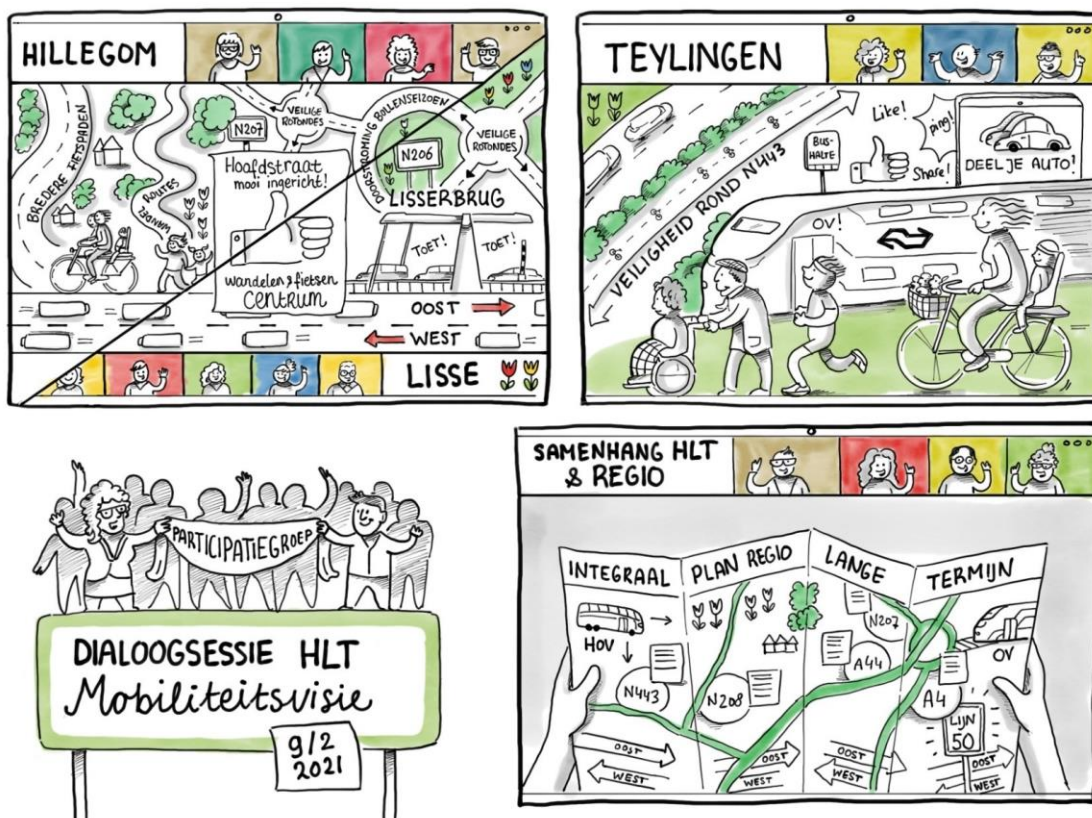 HILLEGOM
BREDERE FIETSPADEN
WANDEL ROUTES
N207
VEILIGE
ROTONDES
Hoofdstraat
mooi ingericht!
wandelen & fietsen
CENTRUM
DOORSTROMING BOLLENSEIZOEN
N206
VEILIGE
ROTONDES
LISSERBRUG
TOET!
TOET!
OOST
WEST
LISSE
TEYLINGEN
VEILIGHEID ROND N443
BUS-
HALTE
Like!
Share!
ping!
DEEL JE AUTO!
OV!
PARTICIPATIEGROEP
DIALOOGSESSIE HLT
Mobiliteitsvisie
9/2
2021
SAMENHANG HLT
& REGIO
INTEGRAAL
PLAN REGIO
LANGE
TERMIJN
HOV
N443
N208
N207
A44
A4
OV
LIJN
50
OOST
WEST
OOST
WEST
OOST
WEST
OOST
WEST